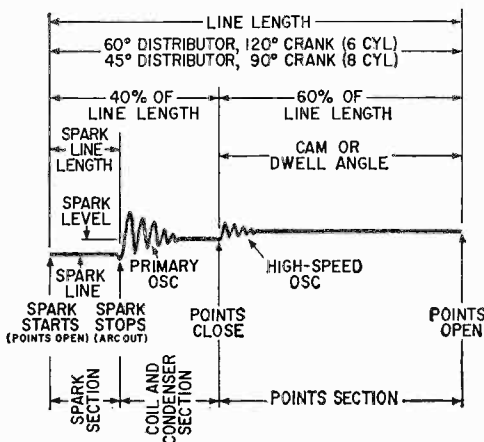 LINE LENGTH
60° DISTRIBUTOR, 120° CRANK (6 CYL)
45° DISTRIBUTOR, 90° CRANK (8 CYL)
40% OF
LINE LENGTH
60% OF
LINE LENGTH
SPARK
LINE
LENGTH
CAM OR
DWELL ANGLE
SPARK
LEVEL
SPARK
LINE
PRIMARY
OSC
HIGH-SPEED
OSC
SPARK
STARTS
(POINTS OPEN)
SPARK
STOPS
(ARC OUT)
POINTS
CLOSE
POINTS
OPEN
SPARK
SECTION
COIL AND
CONDENSER
SECTION
POINTS SECTION